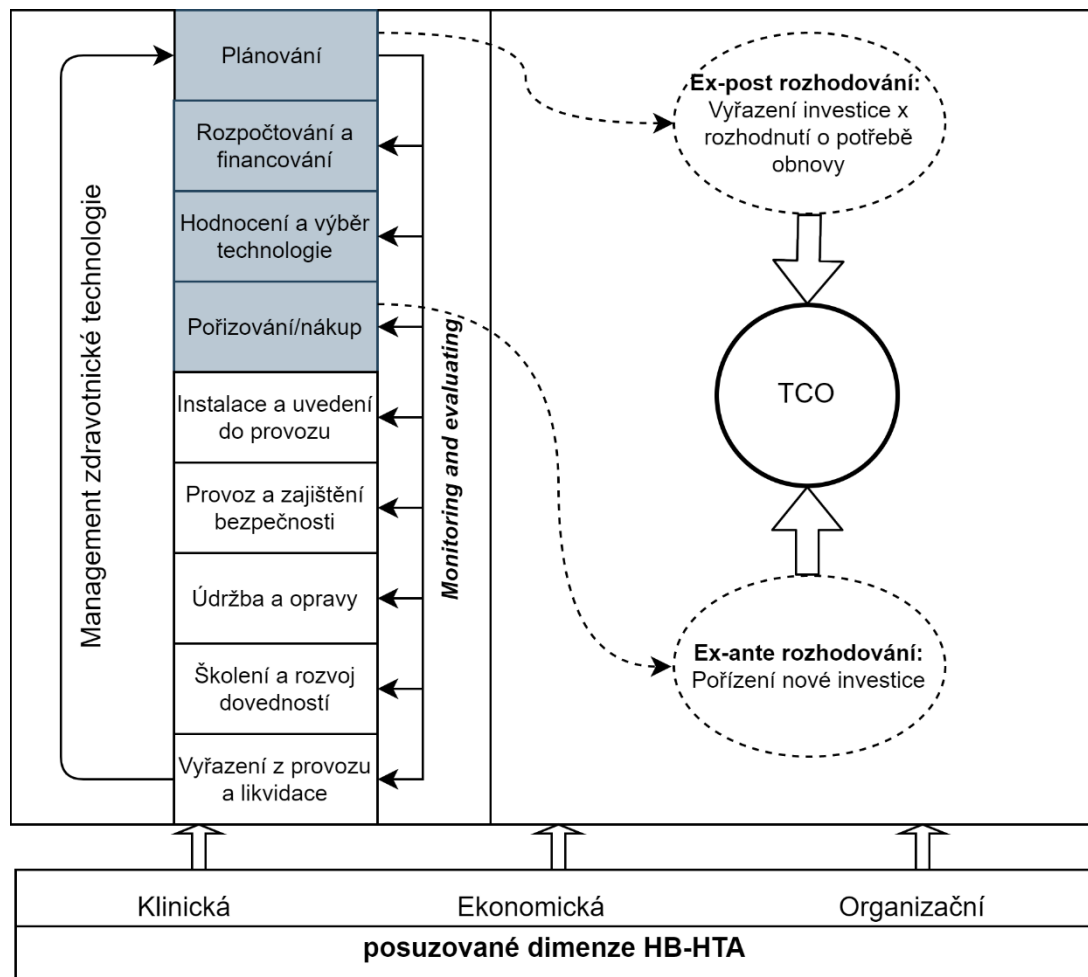 Management zdravotnické technologie
Plánování
Rozpočtování a
financování
Hodnocení a výběr
technologie
Pořizování/nákup
Instalace a uvedení
do provozu
Provoz a zajištění
bezpečnosti
Údržba a opravy
Školení a rozvoj
dovedností
Vyřazení z provozu
a likvidace
Monitoring and evaluating
Ex-post rozhodování:
Vyřazení investice x
rozhodnutí o potřebě
obnovy
TCO
Ex-ante rozhodování:
Pořízení nové investice
Klinická
Ekonomická
Organizační
posuzované dimenze HB-HTA